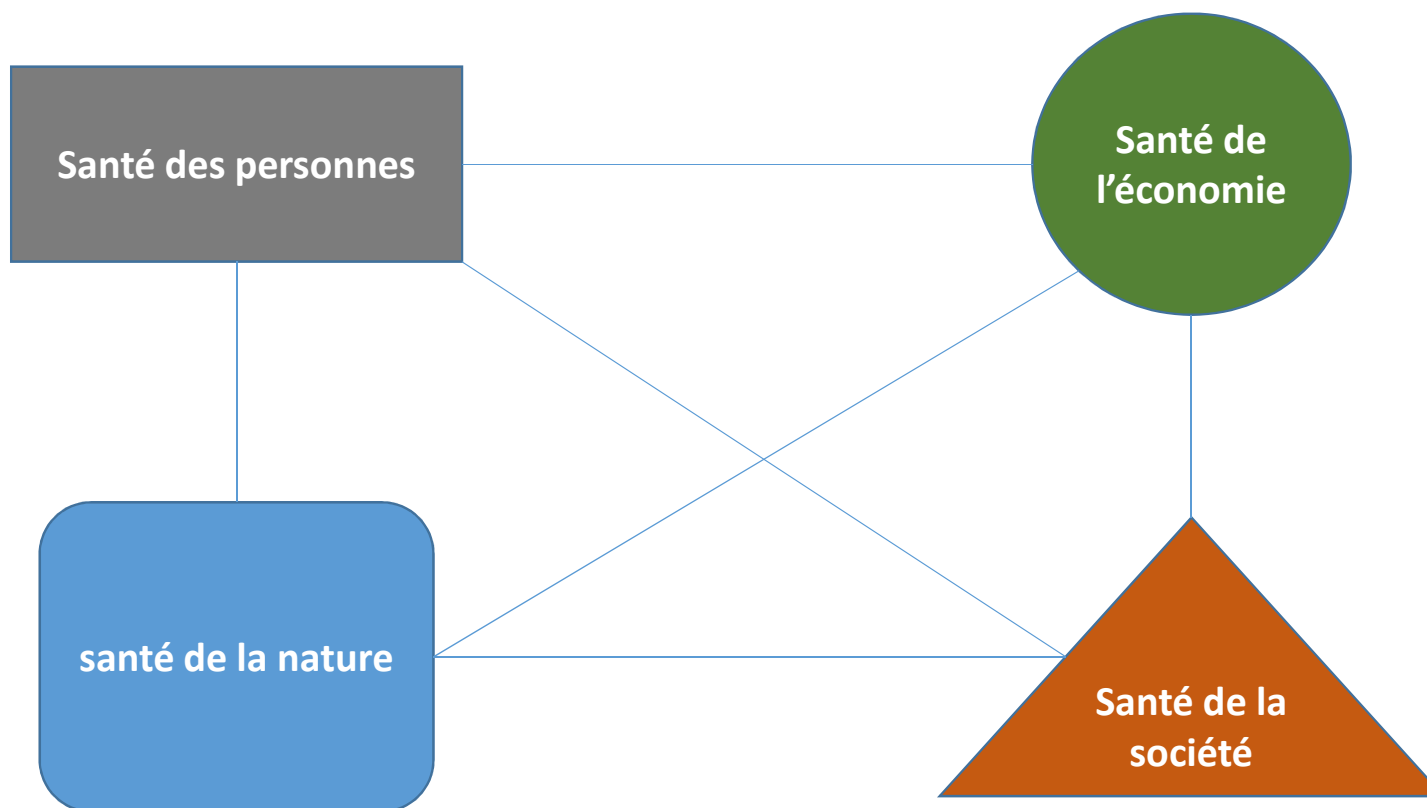 Santé des personnes
Santé de
l’économie
santé de la nature
Santé de la
société